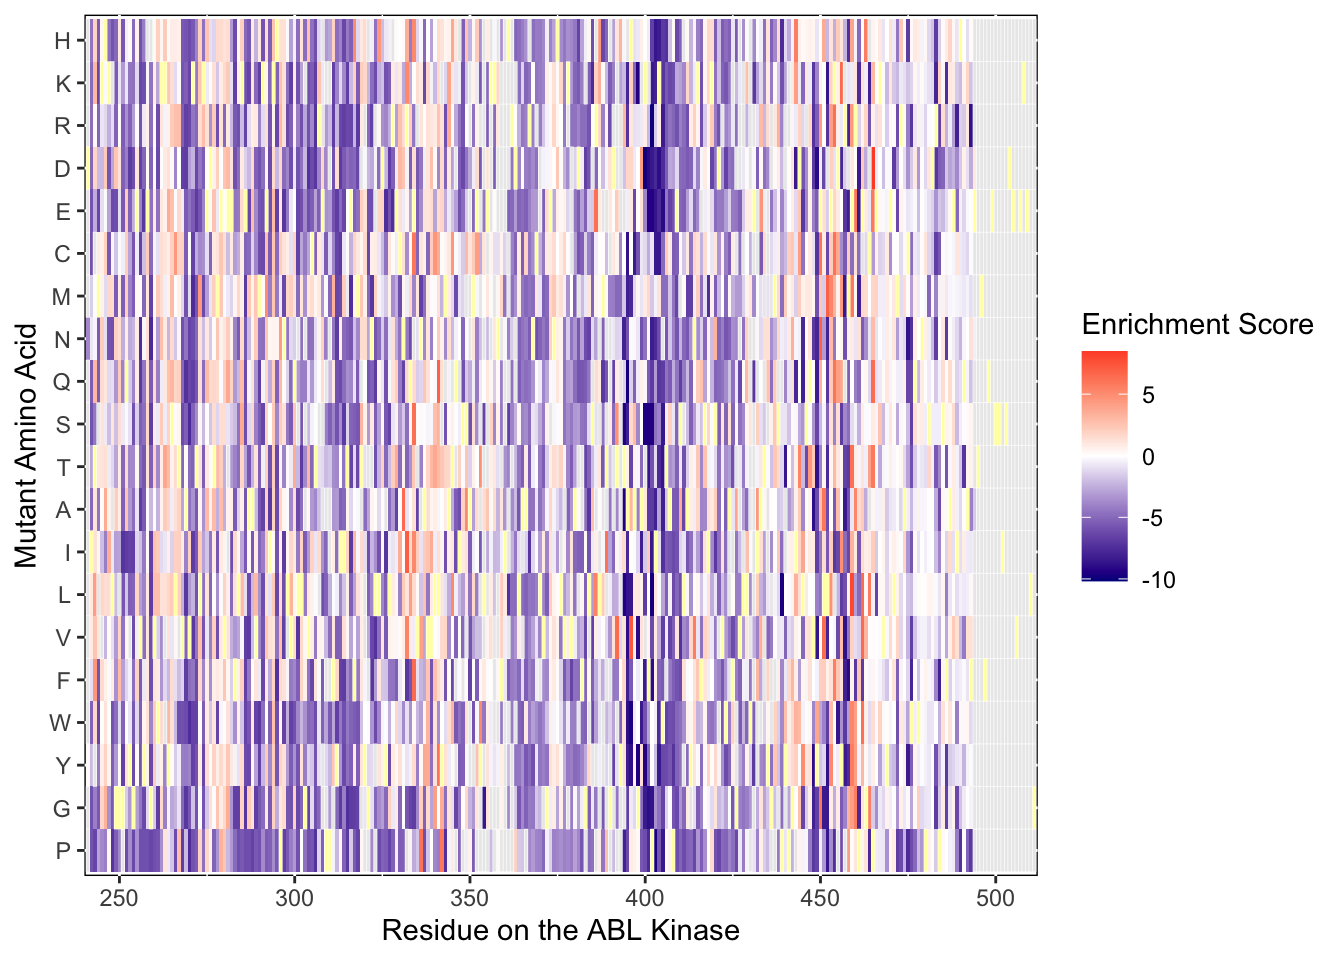 H
K
R
D
E
C
M
N
Q
S
T
A
I
L
V
F
W
Y
G
P
Mutant Amino Acid
250 300 350 400 450 500
Residue on the ABL Kinase
Enrichment Score
5
0
-5
-10